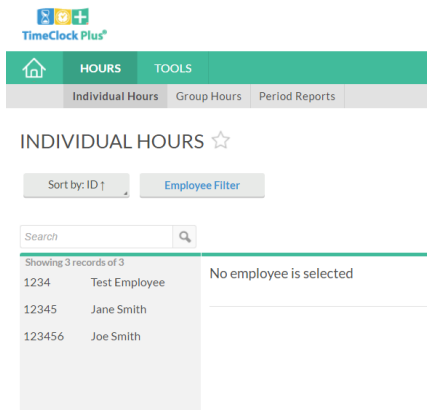 TimeClock Plus®
HOURS TOOLS
Individual Hours Group Hours Period Reports
INDIVIDUAL HOURS
Sort by: ID ↑ Employee Filter
Search
Showing 3 records of 3
No employee is selected
1234 Test Employee
12345 Jane Smith
123456 Joe Smith